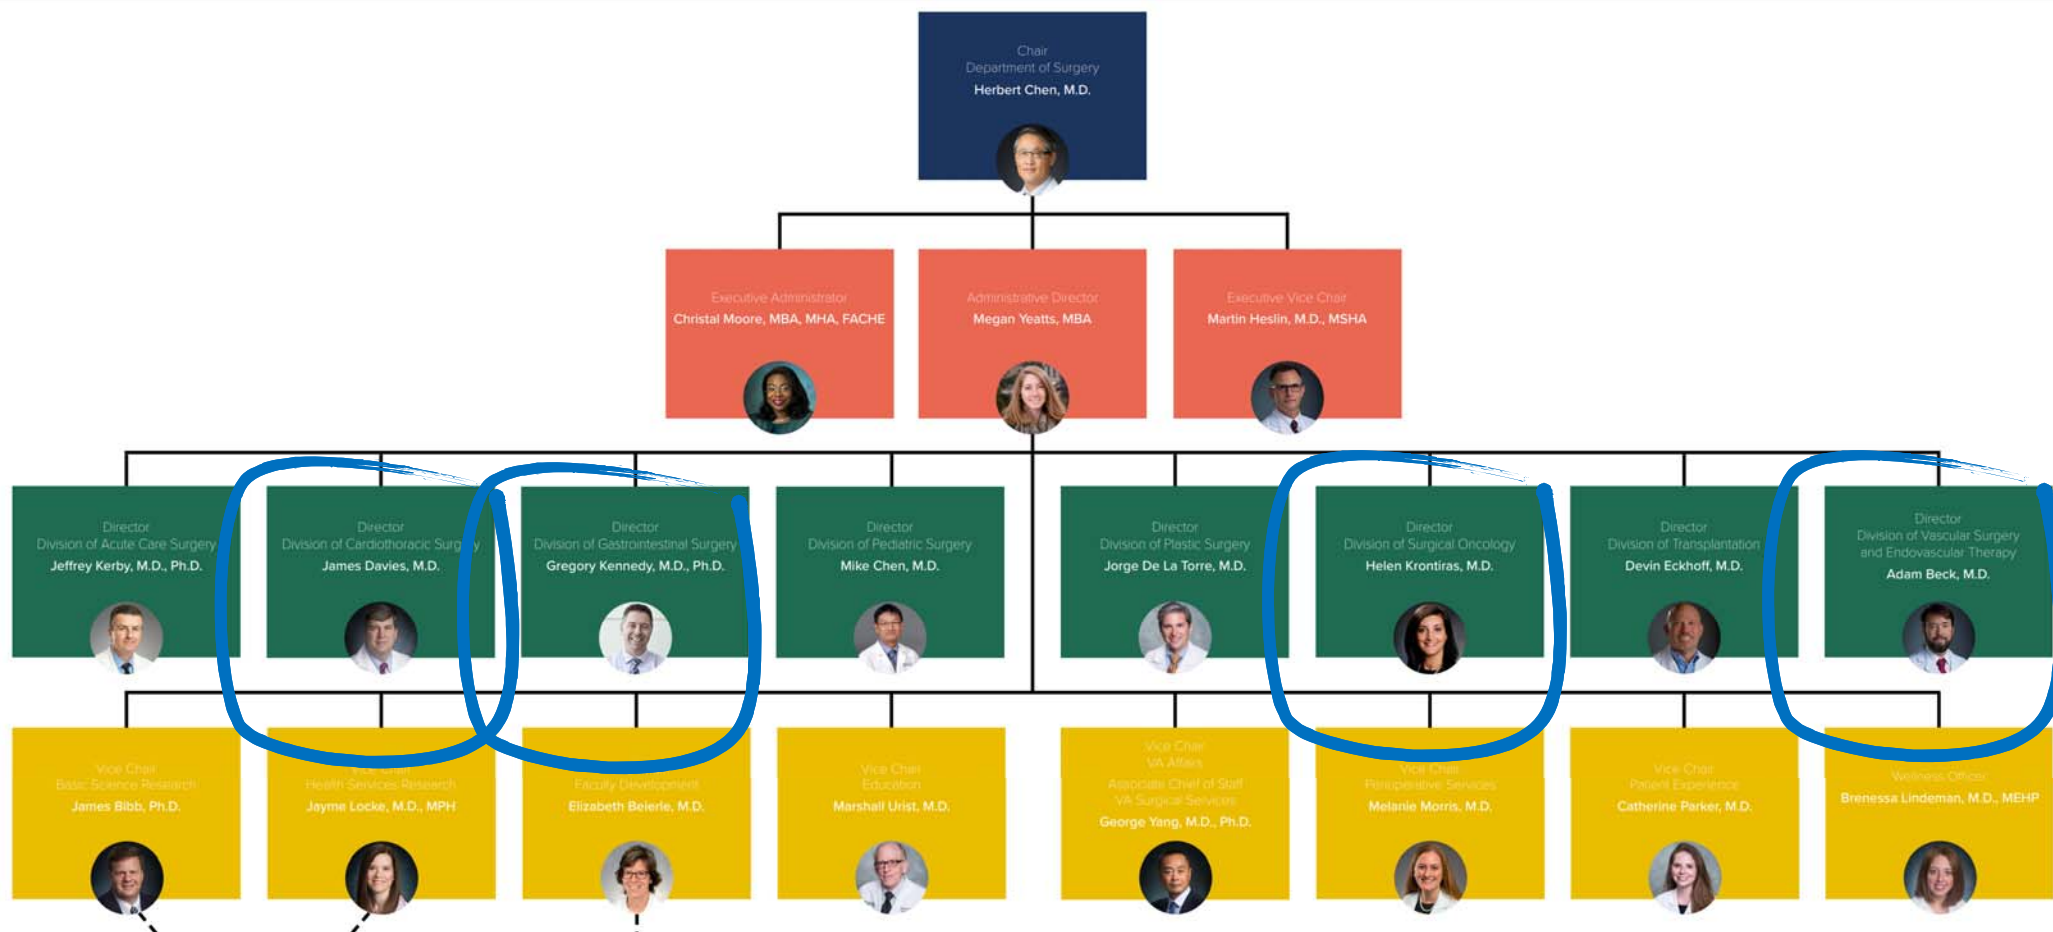 Chair
Department of Surgery
Herbert Chen, M.D.
Executive Administrator
Christal Moore, MBA, MHA, FACHE
Administrative Director
Megan Yeatts, MBA
Executive Vice Chair
Martin Heslin, M.D., MSHA
Director
Division of Acute Care Surgery
Jeffrey Kerby, M.D., Ph.D.
Director
Division of Cardiothoracic Surgery
James Davies, M.D.
Director
Division of Gastrointestinal Surgery
Gregory Kennedy, M.D., Ph.D.
Director
Division of Pediatric Surgery
Mike Chen, M.D.
Director
Division of Plastic Surgery
Jorge De La Torre, M.D.
Director
Division of Surgical Oncology
Helen Krontiras, M.D.
Director
Division of Transplantation
Devin Eckhoff, M.D.
Director
Division of Vascular Surgery
and Endovascular Therapy
Adam Beck, M.D.
Vice Chair
Basic Science Research
James Bibb, Ph.D.
Vice Chair
Health Services Research
Jayme Locke, M.D., MPH
Faculty Development
Elizabeth Beierle, M.D.
Vice Chair
Education
Marshall Urist, M.D.
Vice Chair
VA Affairs
Associate Chief of Staff
VA Surgical Services
George Yang, M.D., Ph.D.
Vice Chair
Perioperative Services
Melanie Morris, M.D.
Vice Chair
Patient Experience
Catherine Parker, M.D.
Wellness Officer
Brenessa Lindeman, M.D., MEHP